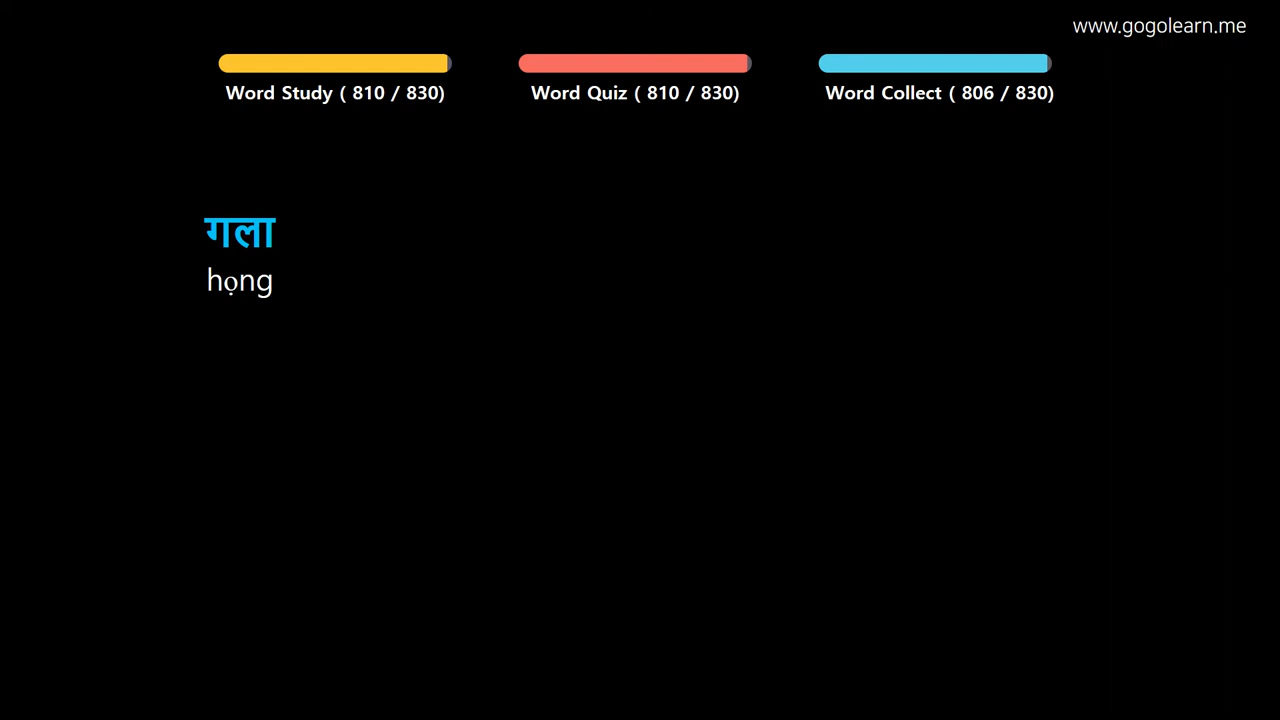 www.gogolearn.me
Word Study ( 810 / 830)
Word Quiz ( 810 / 830)
Word Collect ( 806 / 830)
गला
họng